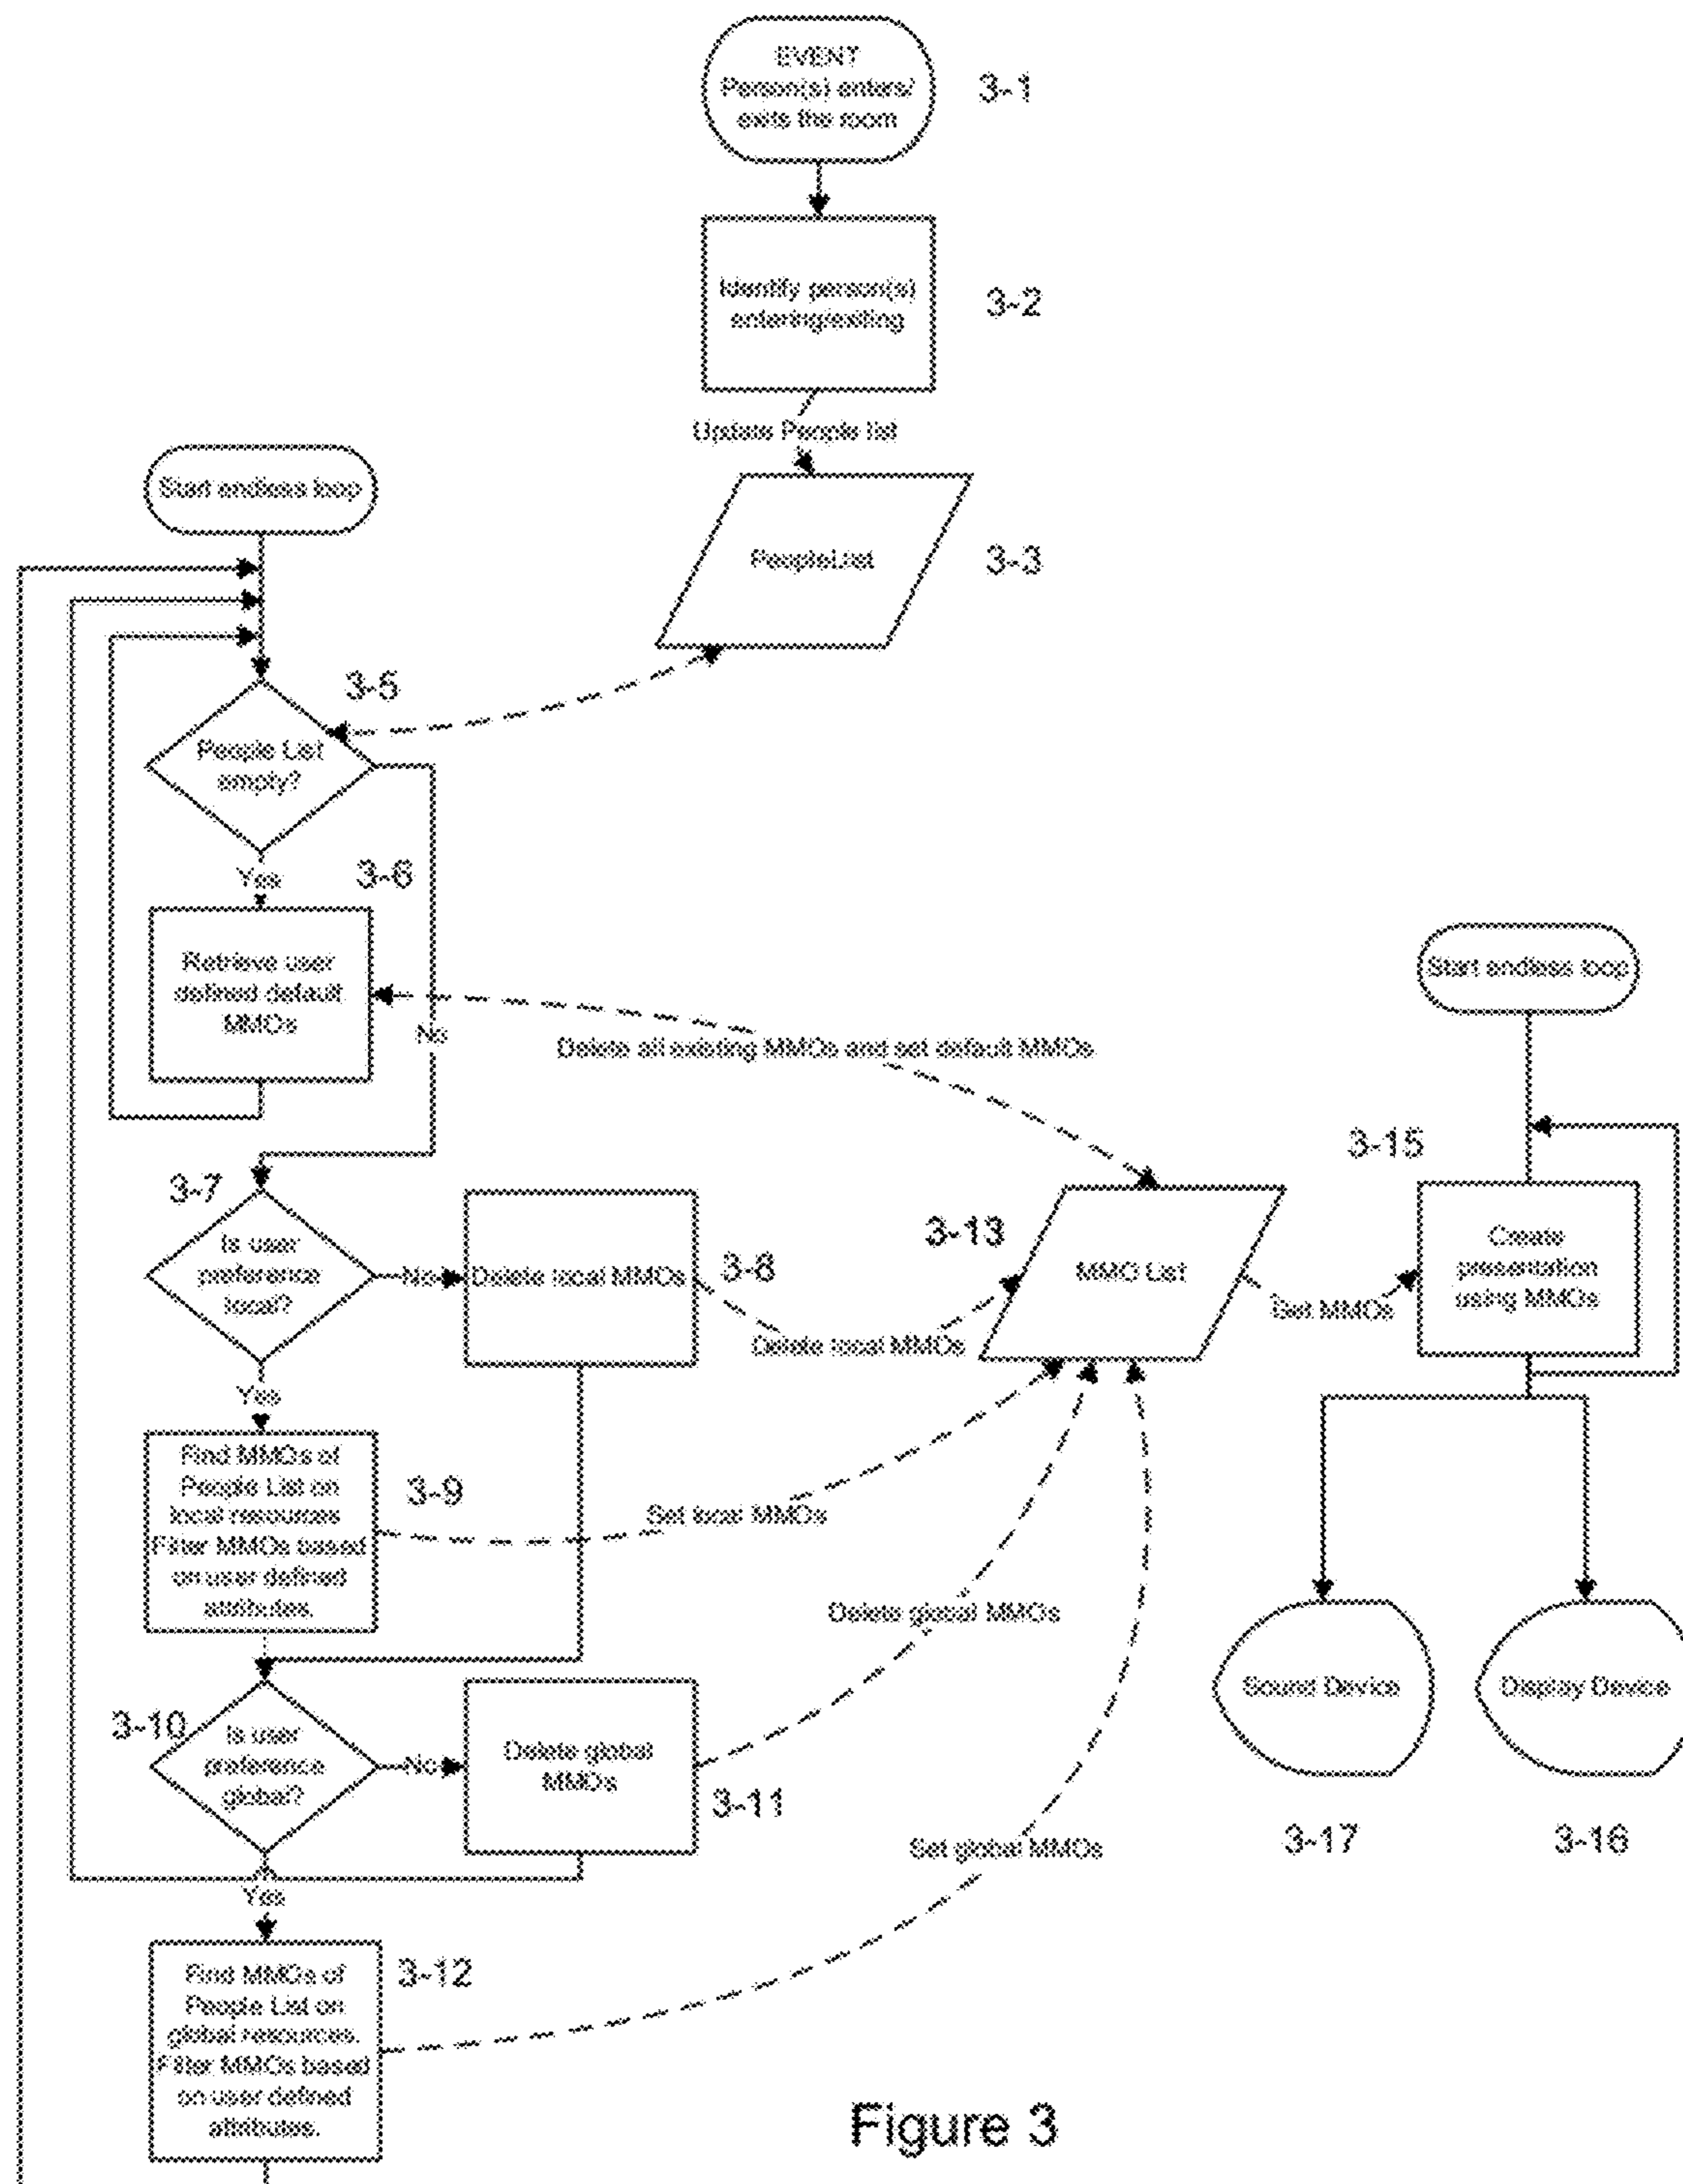 EVENT
Person(s) enters/
exits the room
3-1
Identify person(s)
entering/exiting
3-2
Update People list
PeopleList
3-3
Start endless loop
3-5
People List
empty?
Yes
3-6
Retrieve user
defined default
MMOs
No
Delete all existing MMOs and set default MMOs
3-7
Is user
preference
local?
No
Delete local MMOs
3-8
Delete local MMOs
Yes
Find MMOs of
People List on
local resources
Filter MMOs based
on user defined
attributes.
3-9
Set local MMOs
3-10
Is user
preference
global?
No
Delete global
MMOs
3-11
Delete global MMOs
Yes
Find MMOs of
People List on
global resources.
Filter MMOs based
on user defined
attributes.
3-12
Set global MMOs
3-13
MMO List
Get MMOs
Start endless loop
3-15
Create
presentation
using MMOs
Sound Device
3-17
Display Device
3-16
Figure 3